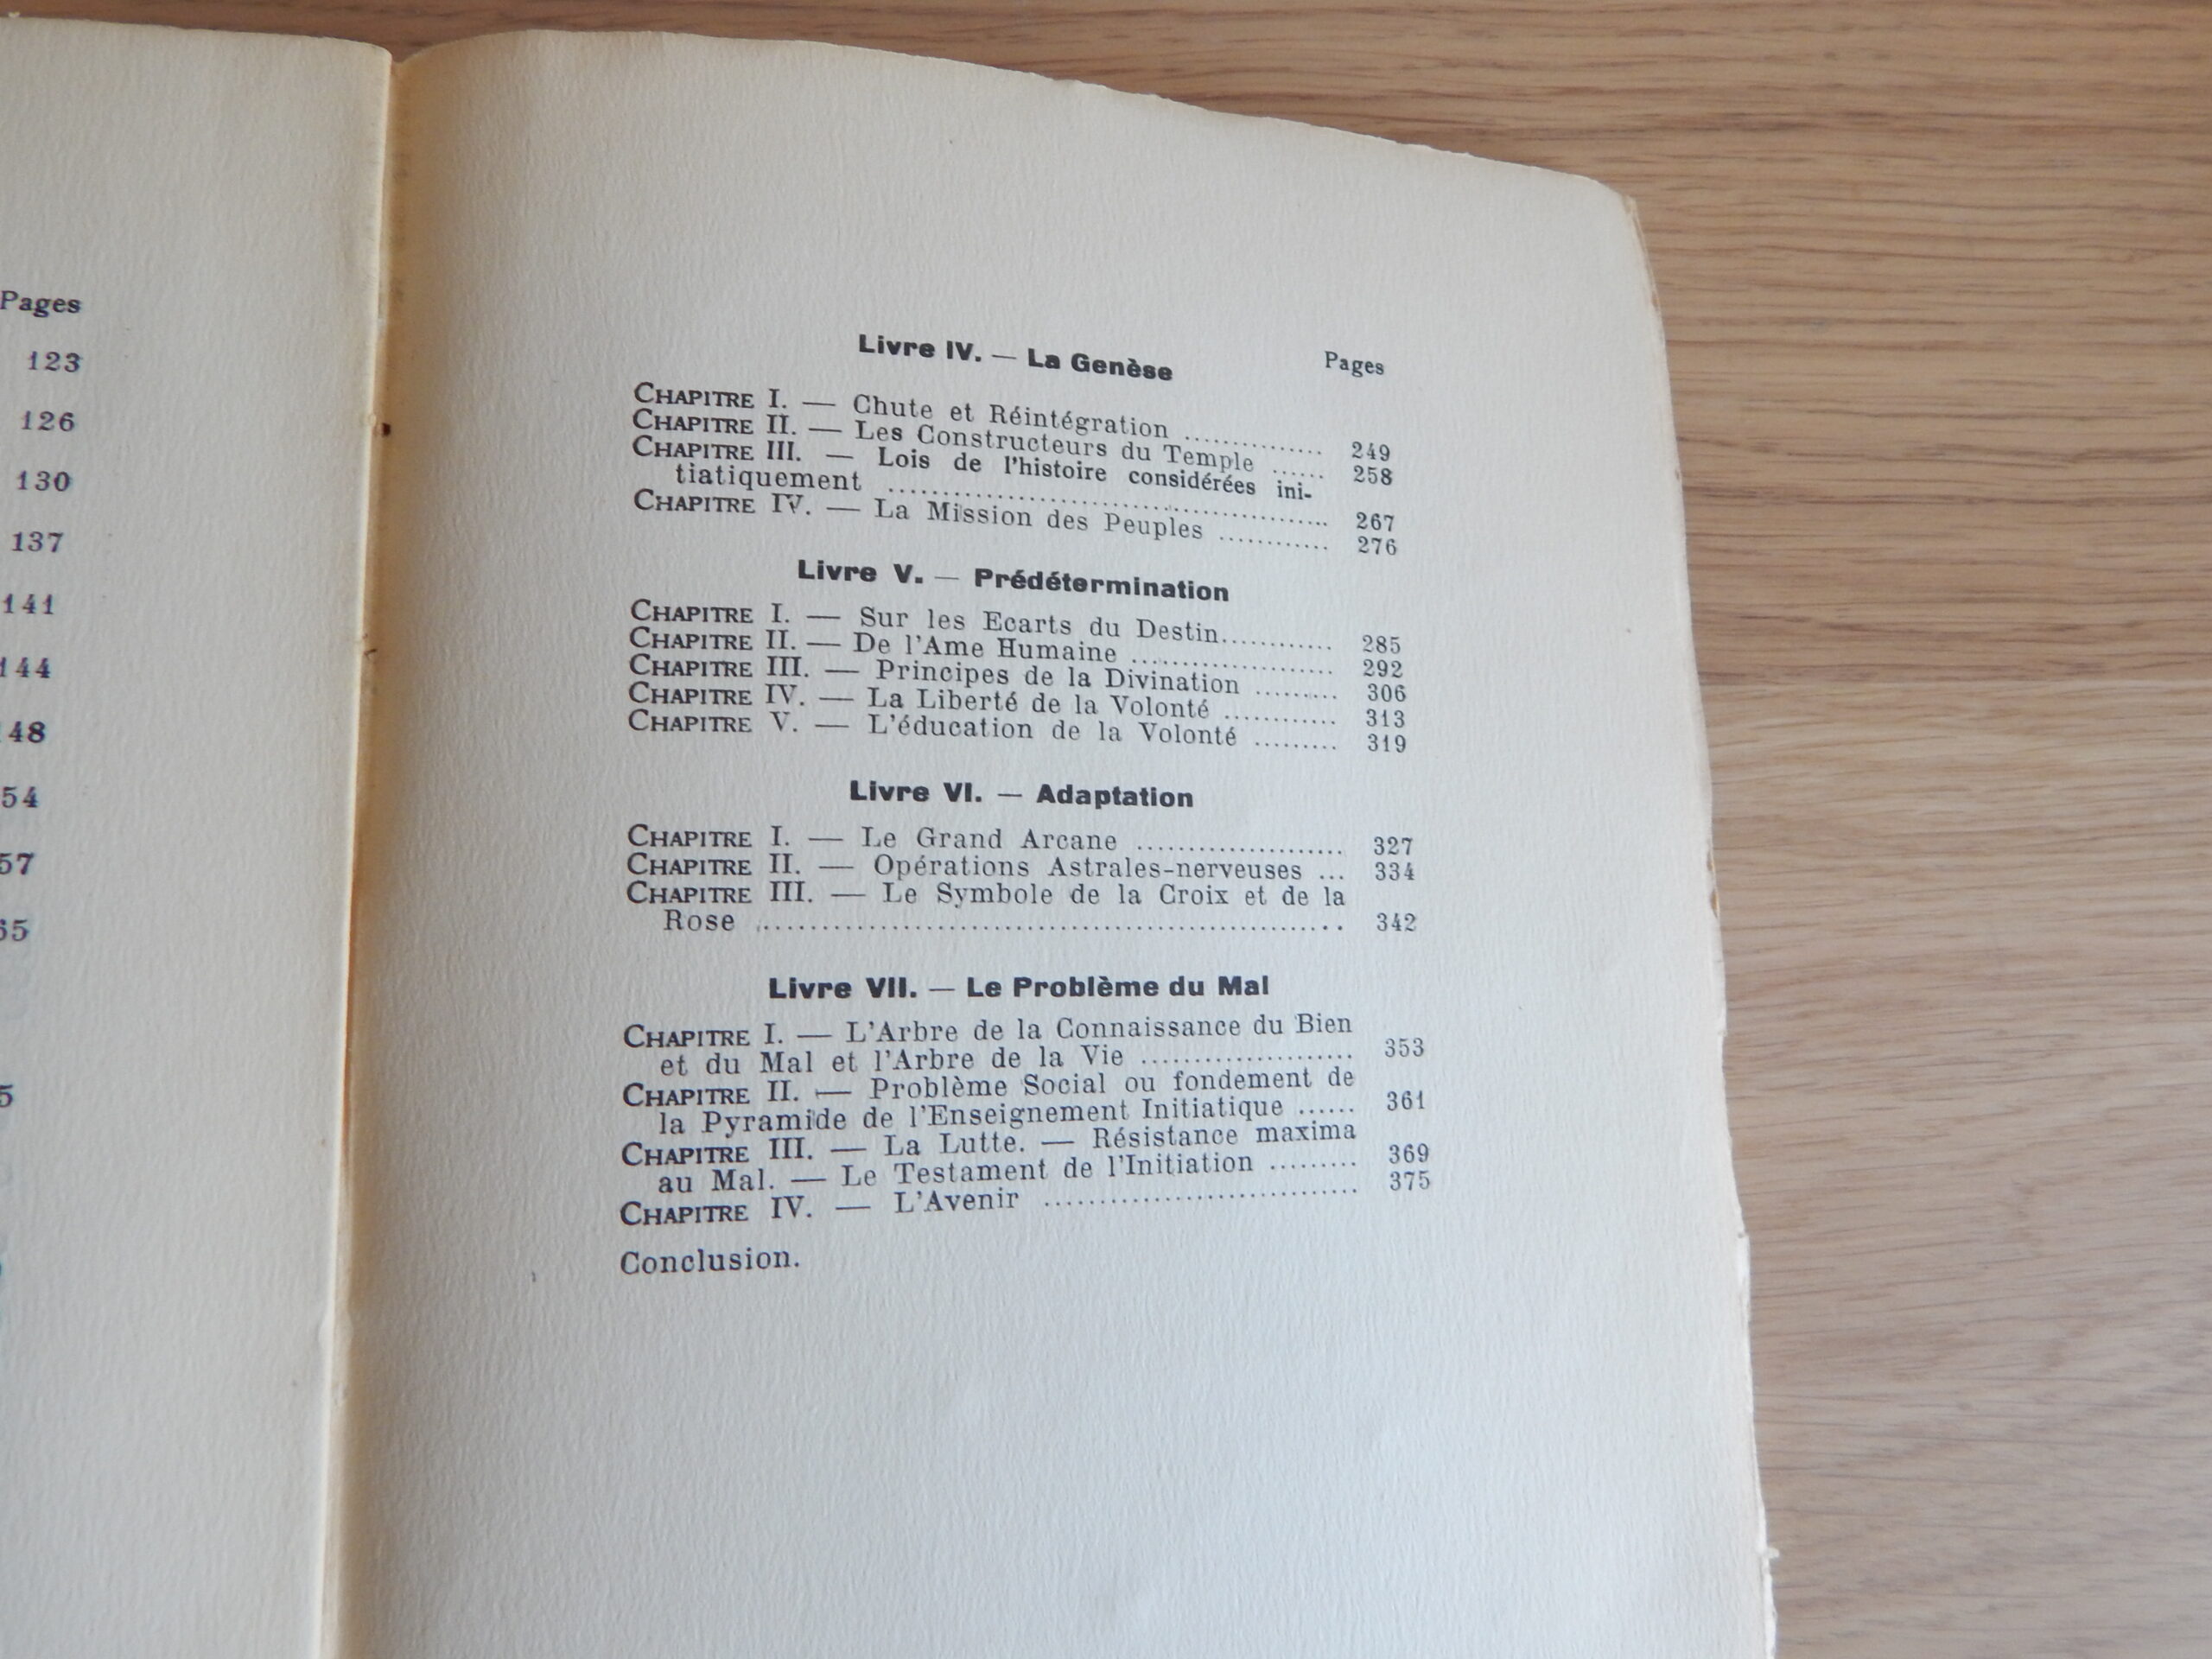 Pages
123
126
130
137
141
144
48
54
57
65
5
Livre IV. — La Genèse
Pages
CHAPITRE I. — Chute et Réintégration ............ 249
CHAPITRE II. — Les Constructeurs du Temple ...... 258
CHAPITRE III. — Lois de l'histoire considérées ini-
tiatiquement ........................................ 267
CHAPITRE IV. — La Mission des Peuples ............ 276
Livre V. — Prédétermination
CHAPITRE I. — Sur les Ecarts du Destin............ 285
CHAPITRE II. — De l'Ame Humaine .................... 292
CHAPITRE III. — Principes de la Divination ......... 306
CHAPITRE IV. — La Liberté de la Volonté ............ 313
CHAPITRE V. — L'éducation de la Volonté ......... 319
Livre VI. — Adaptation
CHAPITRE I. — Le Grand Arcane ..................... 327
CHAPITRE II. — Opérations Astrales-nerveuses ... 334
CHAPITRE III. — Le Symbole de la Croix et de la
Rose .................................................... 342
Livre VII. — Le Problème du Mal
CHAPITRE I. — L'Arbre de la Connaissance du Bien
et du Mal et l'Arbre de la Vie ..................... 353
CHAPITRE II. — Problème Social ou fondement de
la Pyramide de l'Enseignement Initiatique ...... 361
CHAPITRE III. — La Lutte. — Résistance maxima
au Mal. — Le Testament de l'Initiation ......... 369
CHAPITRE IV. — L'Avenir .............................. 375
Conclusion.